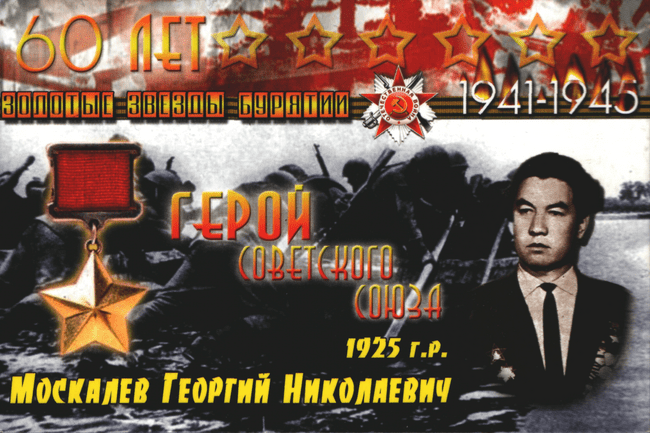 60 ЛЕТ
ЗОЛОТЫЕ ЗВЕЗДЫ БУРЯТИИ
1941-1945
ГЕРОЙ
СОВЕТСКОГО
СОЮЗА
1925 г.р.
Москалев Георгий Николаевич